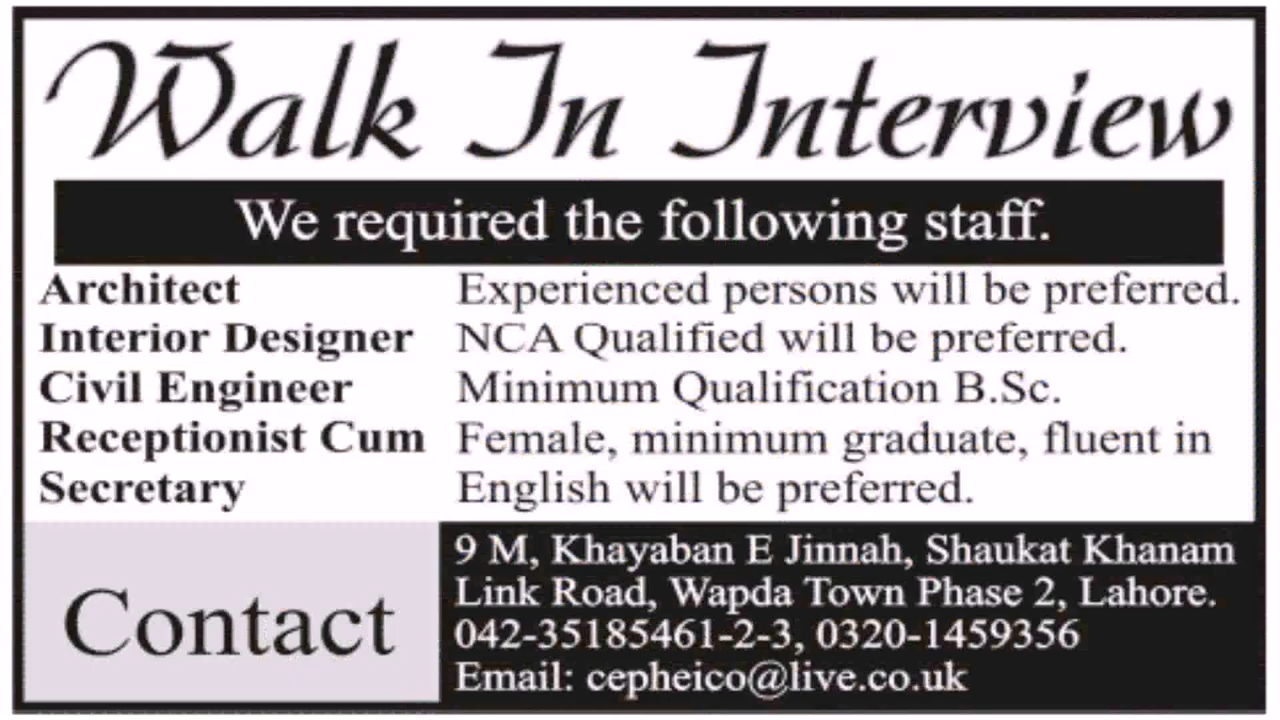 Walk In Interview
We required the following staff.
Architect Experienced persons will be preferred.
Interior Designer NCA Qualified will be preferred.
Civil Engineer Minimum Qualification B.Sc.
Receptionist Cum Female, minimum graduate, fluent in
Secretary English will be preferred.
Contact
9 M, Khayaban E Jinnah, Shaukat Khanam
Link Road, Wapda Town Phase 2, Lahore.
042-35185461-2-3, 0320-1459356
Email: cepheico@live.co.uk